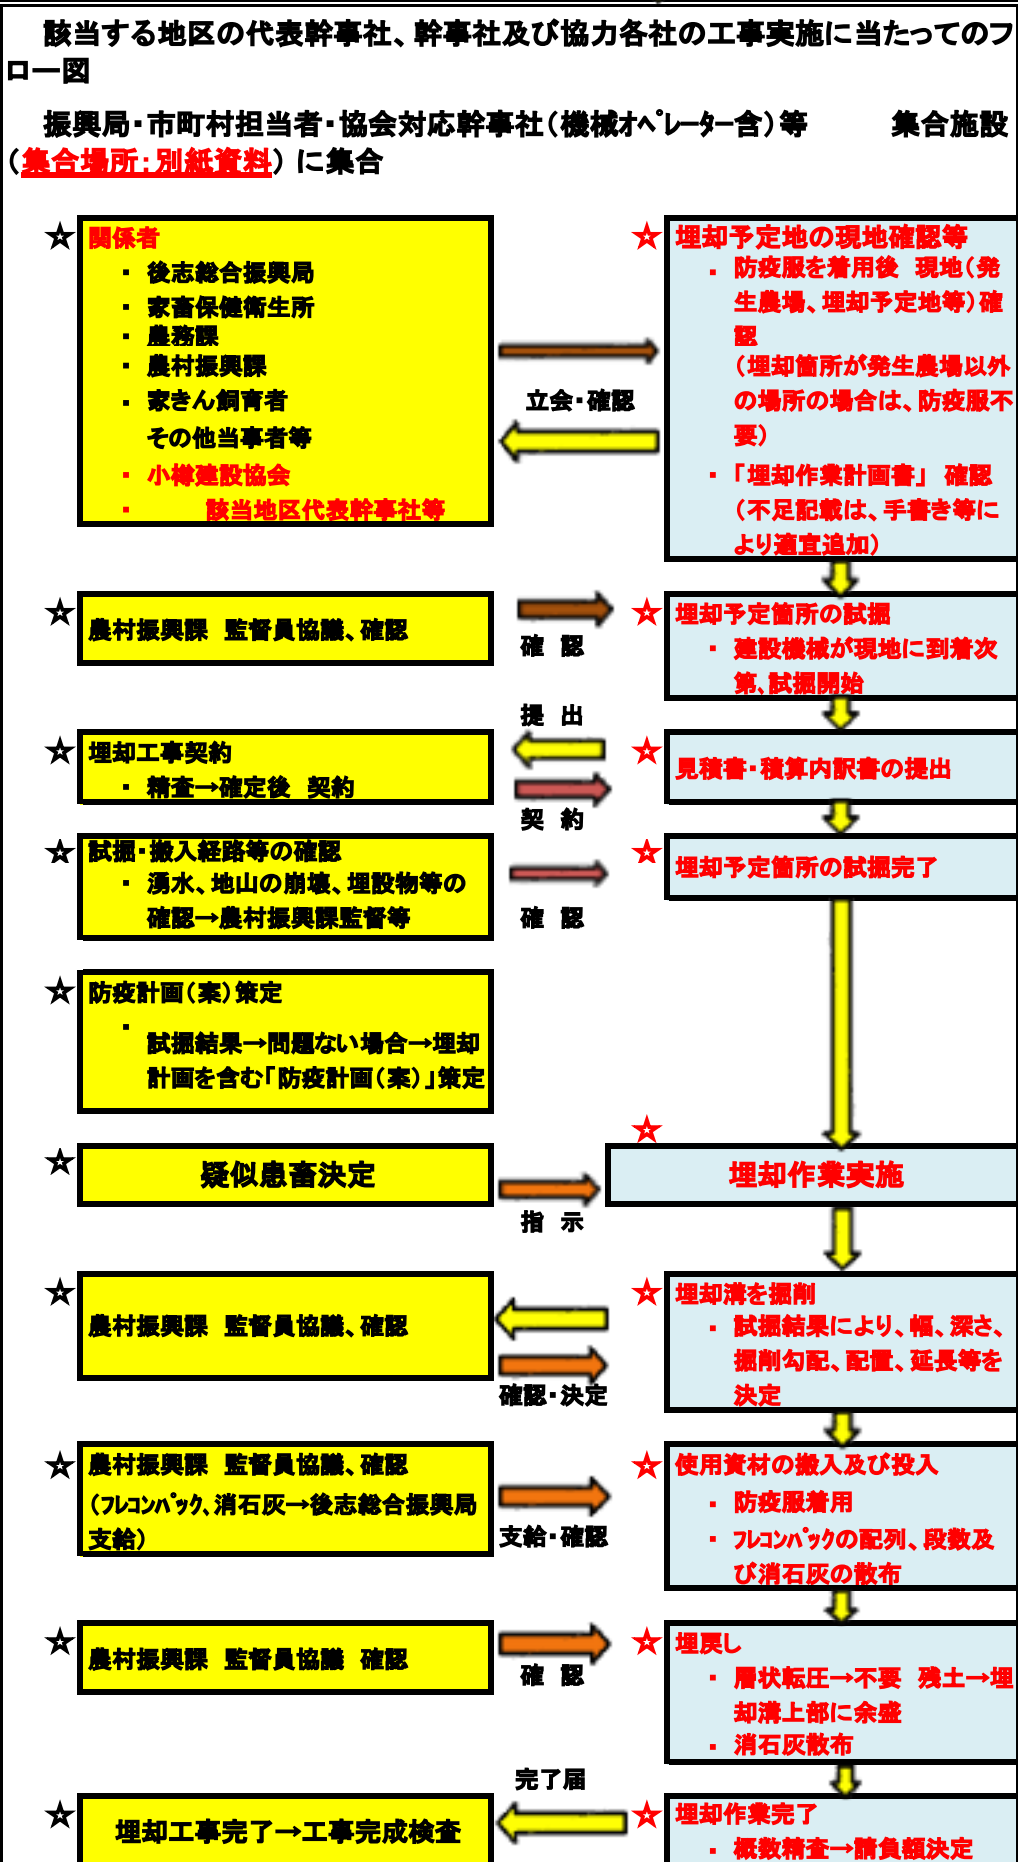 該当する地区の代表幹事社、幹事社及び協力各社の工事実施に当たってのフ
ロー図
振興局・市町村担当者・協会対応幹事社（機械ｵﾍﾟﾚｰﾀｰ含）等　集合施設
（集合場所：別紙資料）に集合
☆ 関係者
・ 後志総合振興局
・ 家畜保健衛生所
・ 農務課
・ 農村振興課
・ 家きん飼育者
その他当事者等
・ 小樽建設協会
・ 該当地区代表幹事社等
立会・確認
☆ 埋却予定地の現地確認等
・ 防疫服を着用後　現地（発
生農場、埋却予定地等）確
認
（埋却箇所が発生農場以外
の場所の場合は、防疫服不
要）
・ 「埋却作業計画書」　確認
（不足記載は、手書き等に
より適宜追加）
☆ 農村振興課　監督員協議、確認
確　認
☆ 埋却予定箇所の試掘
・ 建設機械が現地に到着次
第、試掘開始
☆ 埋却工事契約
・ 精査→確定後　契約
提　出
契　約
☆ 見積書・積算内訳書の提出
☆ 試掘・搬入経路等の確認
・ 湧水、地山の崩壊、埋設物等の
確認→農村振興課監督等
確　認
☆ 埋却予定箇所の試掘完了
☆ 防疫計画（案）策定
・
試掘結果→問題ない場合→埋却
計画を含む「防疫計画（案）」策定
☆ 疑似患畜決定
指　示
☆ 埋却作業実施
☆ 農村振興課　監督員協議、確認
確認・決定
☆ 埋却溝を掘削
・ 試掘結果により、幅、深さ、
掘削勾配、配置、延長等を
決定
☆ 農村振興課　監督員協議、確認
（ﾌﾚｺﾝﾊﾞｯｸ、消石灰→後志総合振興局
支給）
支給・確認
☆ 使用資材の搬入及び投入
・ 防疫服着用
・ ﾌﾚｺﾝﾊﾞｯｸの配列、段数及
び消石灰の散布
☆ 農村振興課　監督員協議　確認
確　認
☆ 埋戻し
・ 層状転圧→不要　残土→埋
却溝上部に余盛
・ 消石灰散布
☆ 埋却工事完了→工事完成検査
完了届
☆ 埋却作業完了
・ 概数精査→請負額決定